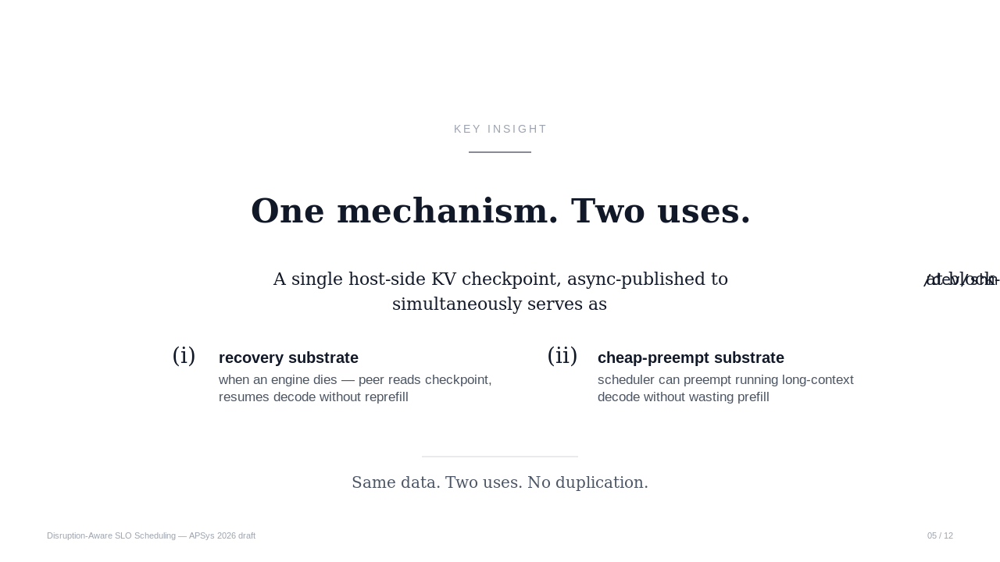 KEY INSIGHT
One mechanism. Two uses.
A single host-side KV checkpoint, async-published to
simultaneously serves as
(i) recovery substrate
when an engine dies — peer reads checkpoint,
resumes decode without reprefill
(ii) cheap-preempt substrate
scheduler can preempt running long-context
decode without wasting prefill
Same data. Two uses. No duplication.
Disruption-Aware SLO Scheduling — APSys 2026 draft
05 / 12